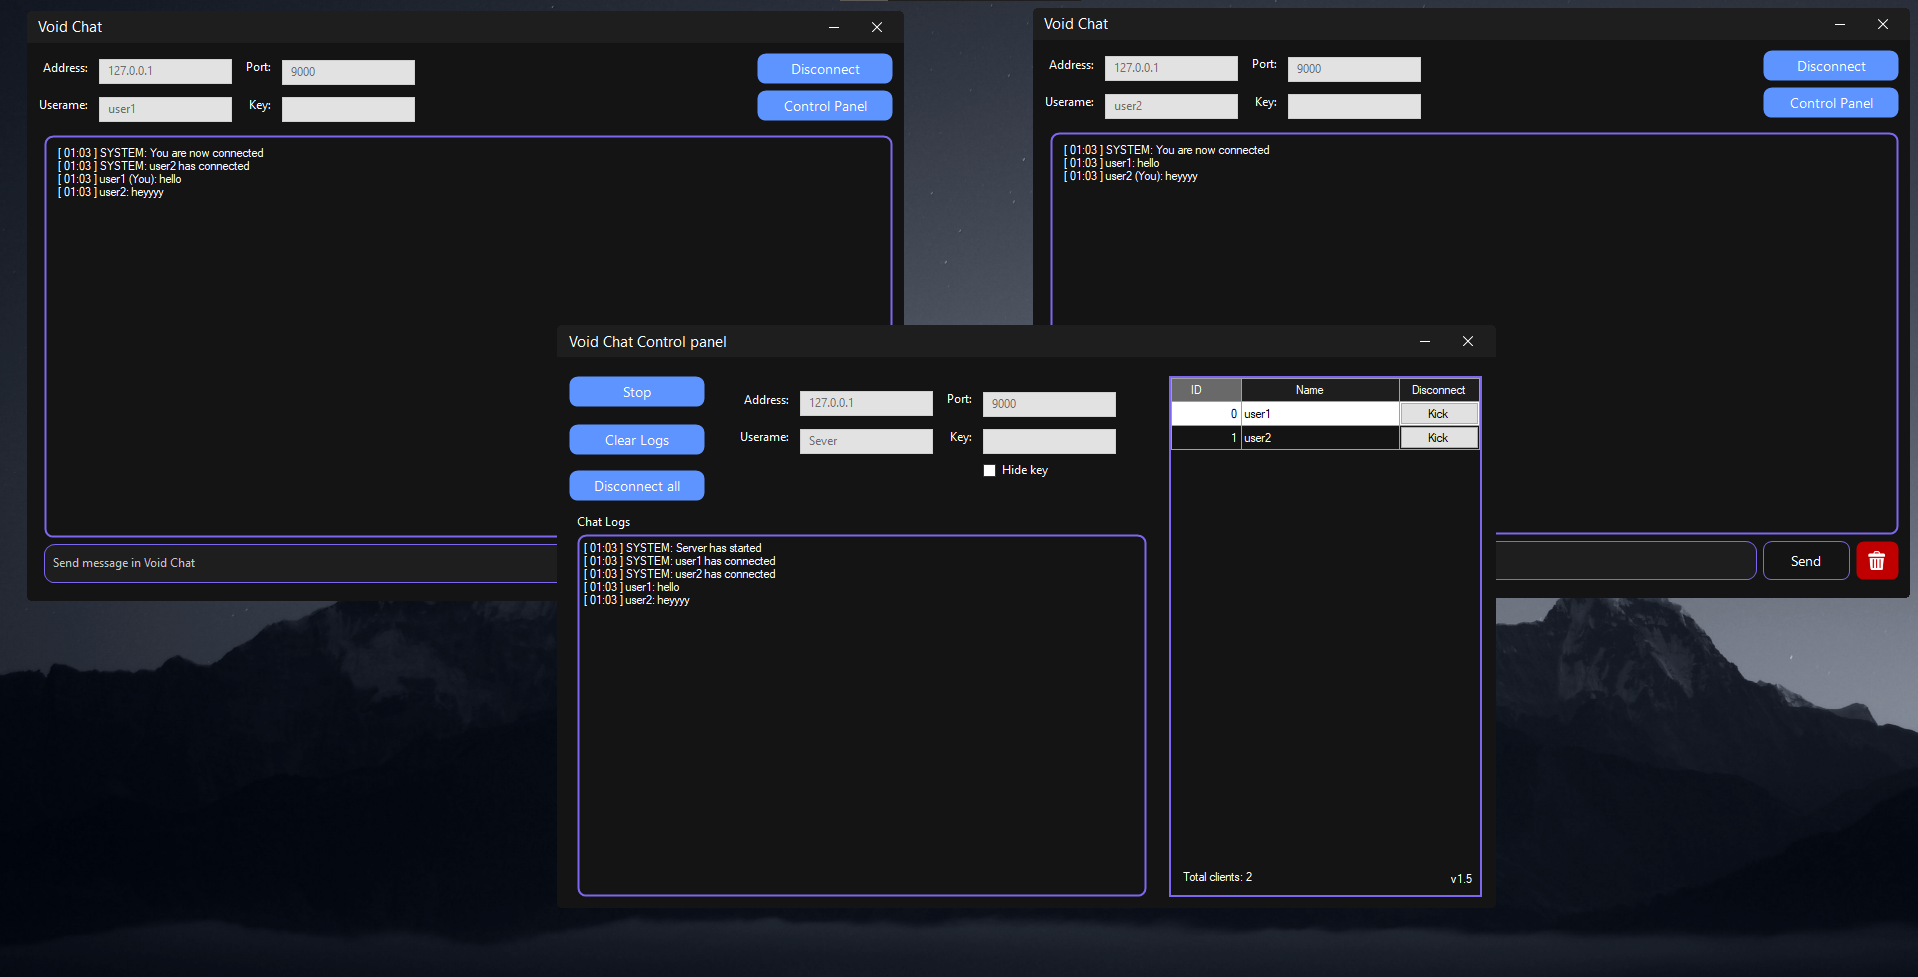 Void Chat
Address: 127.0.0.1 Port: 9000 Disconnect
Userame: user1 Key: Control Panel
[ 01:03 ] SYSTEM: You are now connected
[ 01:03 ] SYSTEM: user2 has connected
[ 01:03 ] user1 (You): hello
[ 01:03 ] user2: heyyyy
Send message in Void Chat
Void Chat
Address: 127.0.0.1 Port: 9000 Disconnect
Userame: user2 Key: Control Panel
[ 01:03 ] SYSTEM: You are now connected
[ 01:03 ] user1: hello
[ 01:03 ] user2 (You): heyyyy
Send
Void Chat Control panel
Stop
Clear Logs
Disconnect all
Address: 127.0.0.1 Port: 9000
Userame: Sever Key:
Hide key
Chat Logs
[ 01:03 ] SYSTEM: Server has started
[ 01:03 ] SYSTEM: user1 has connected
[ 01:03 ] SYSTEM: user2 has connected
[ 01:03 ] user1: hello
[ 01:03 ] user2: heyyyy
ID Name Disconnect
0 user1 Kick
1 user2 Kick
Total clients: 2 v1.5